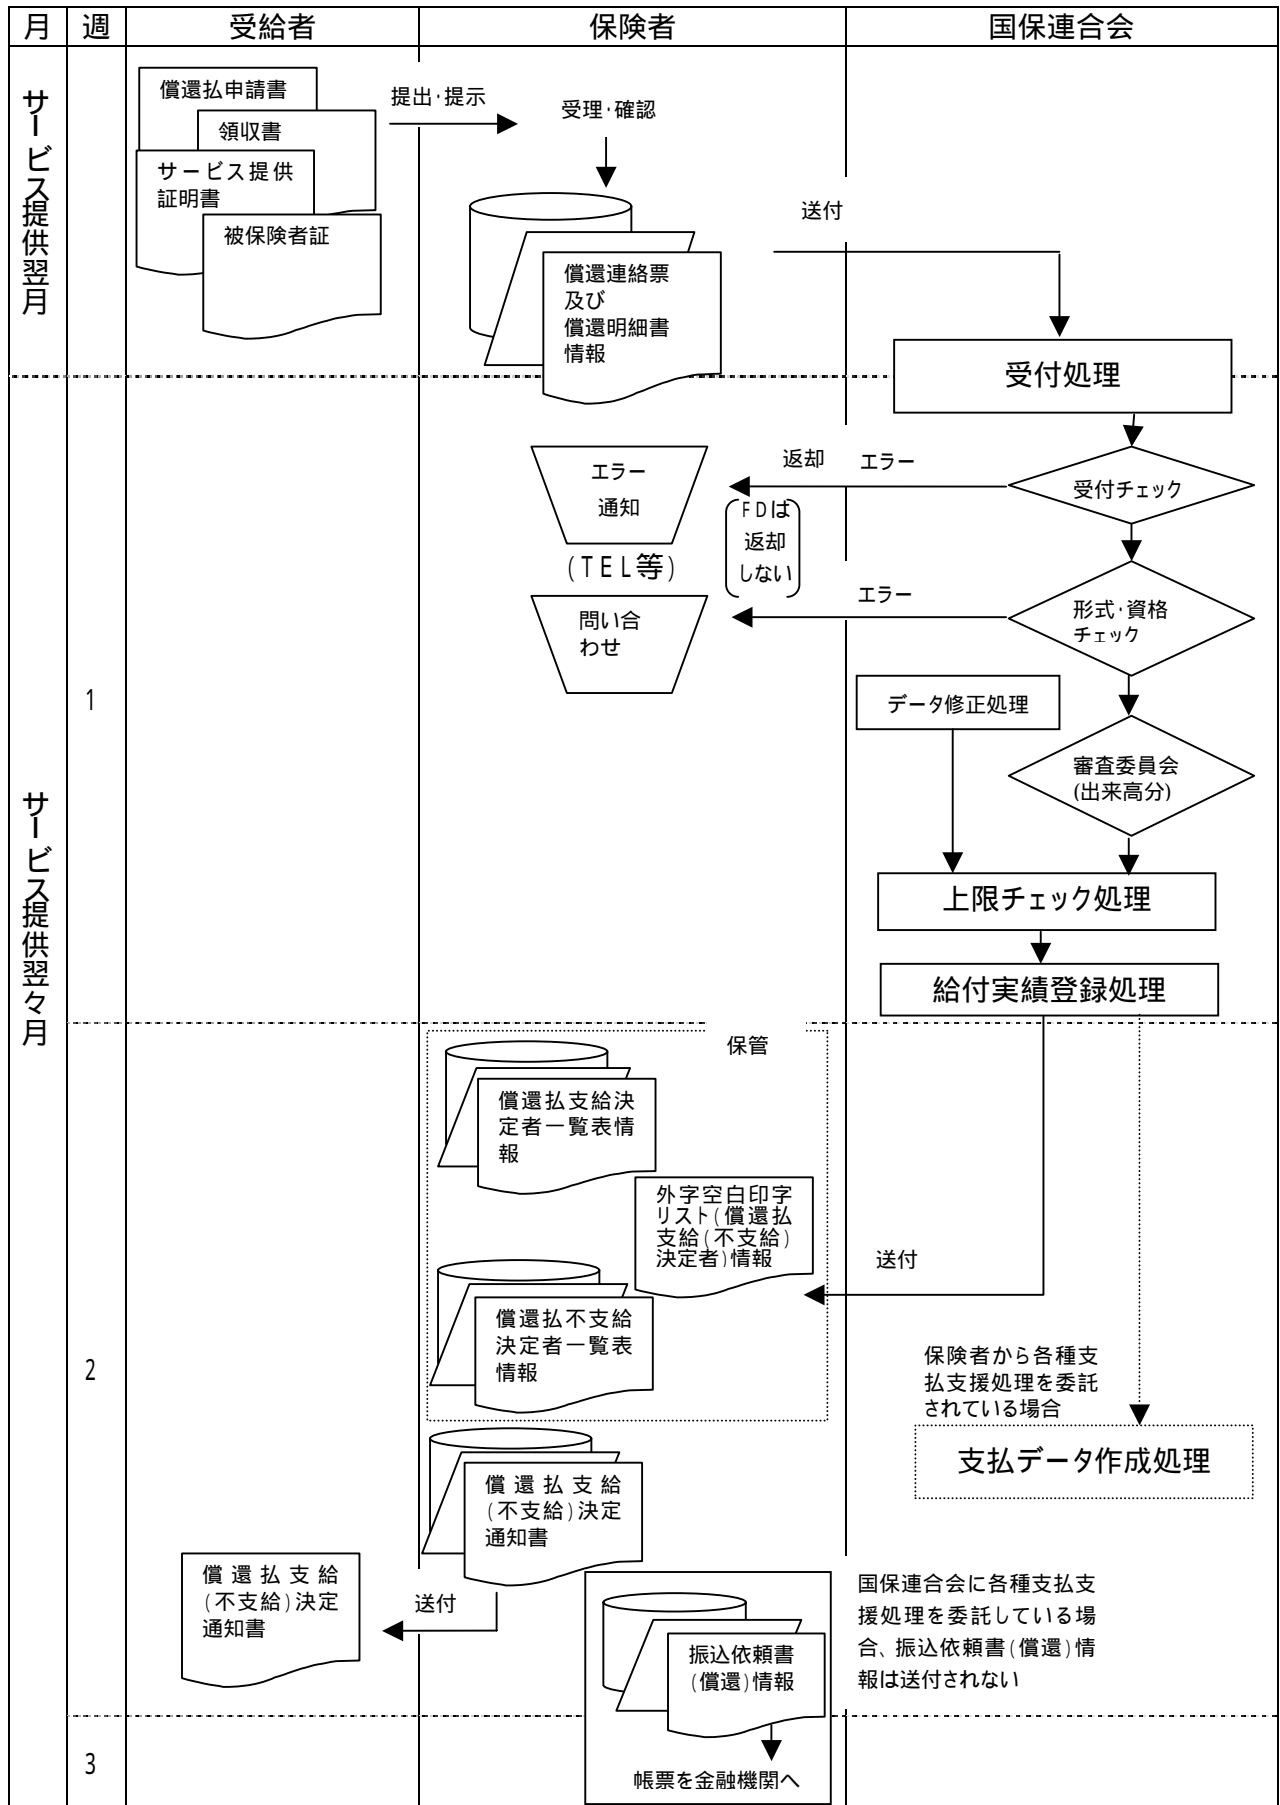 月
週
受給者
保険者
国保連合会
サービス提供翌月
償還払申請書
領収書
サービス提供
証明書
被保険者証
提出・提示
受理・確認
償還連絡票
及び
償還明細書
情報
送付
受付処理
サービス提供翌々月
1
受付チェック
エラー
返却
エラー
通知
(TEL等)
FDは
返却
しない
形式・資格
チェック
エラー
問い合
わせ
データ修正処理
審査委員会
(出来高分)
上限チェック処理
給付実績登録処理
2
保管
償還払支給決
定者一覧表情
報
外字空白印字
リスト(償還払
支給(不支給)
決定者)情報
送付
償還払不支給
決定者一覧表
情報
保険者から各種支
払支援処理を委託
されている場合
支払データ作成処理
償還払支給
(不支給)決定
通知書
送付
償還払支給
(不支給)決定
通知書
振込依頼書
(償還)情報
国保連合会に各種支払支
援処理を委託している場
合、振込依頼書(償還)情
報は送付されない
3
帳票を金融機関へ